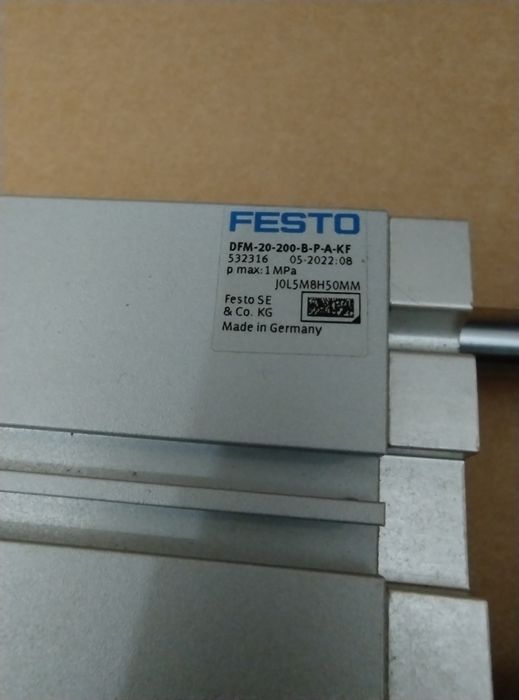 FESTO
DFM-20-200-B-P-A-KF
532316 05-2022:08
p max: 1 MPa
J0L5M8H50MM
Festo SE
& Co. KG
Made in Germany